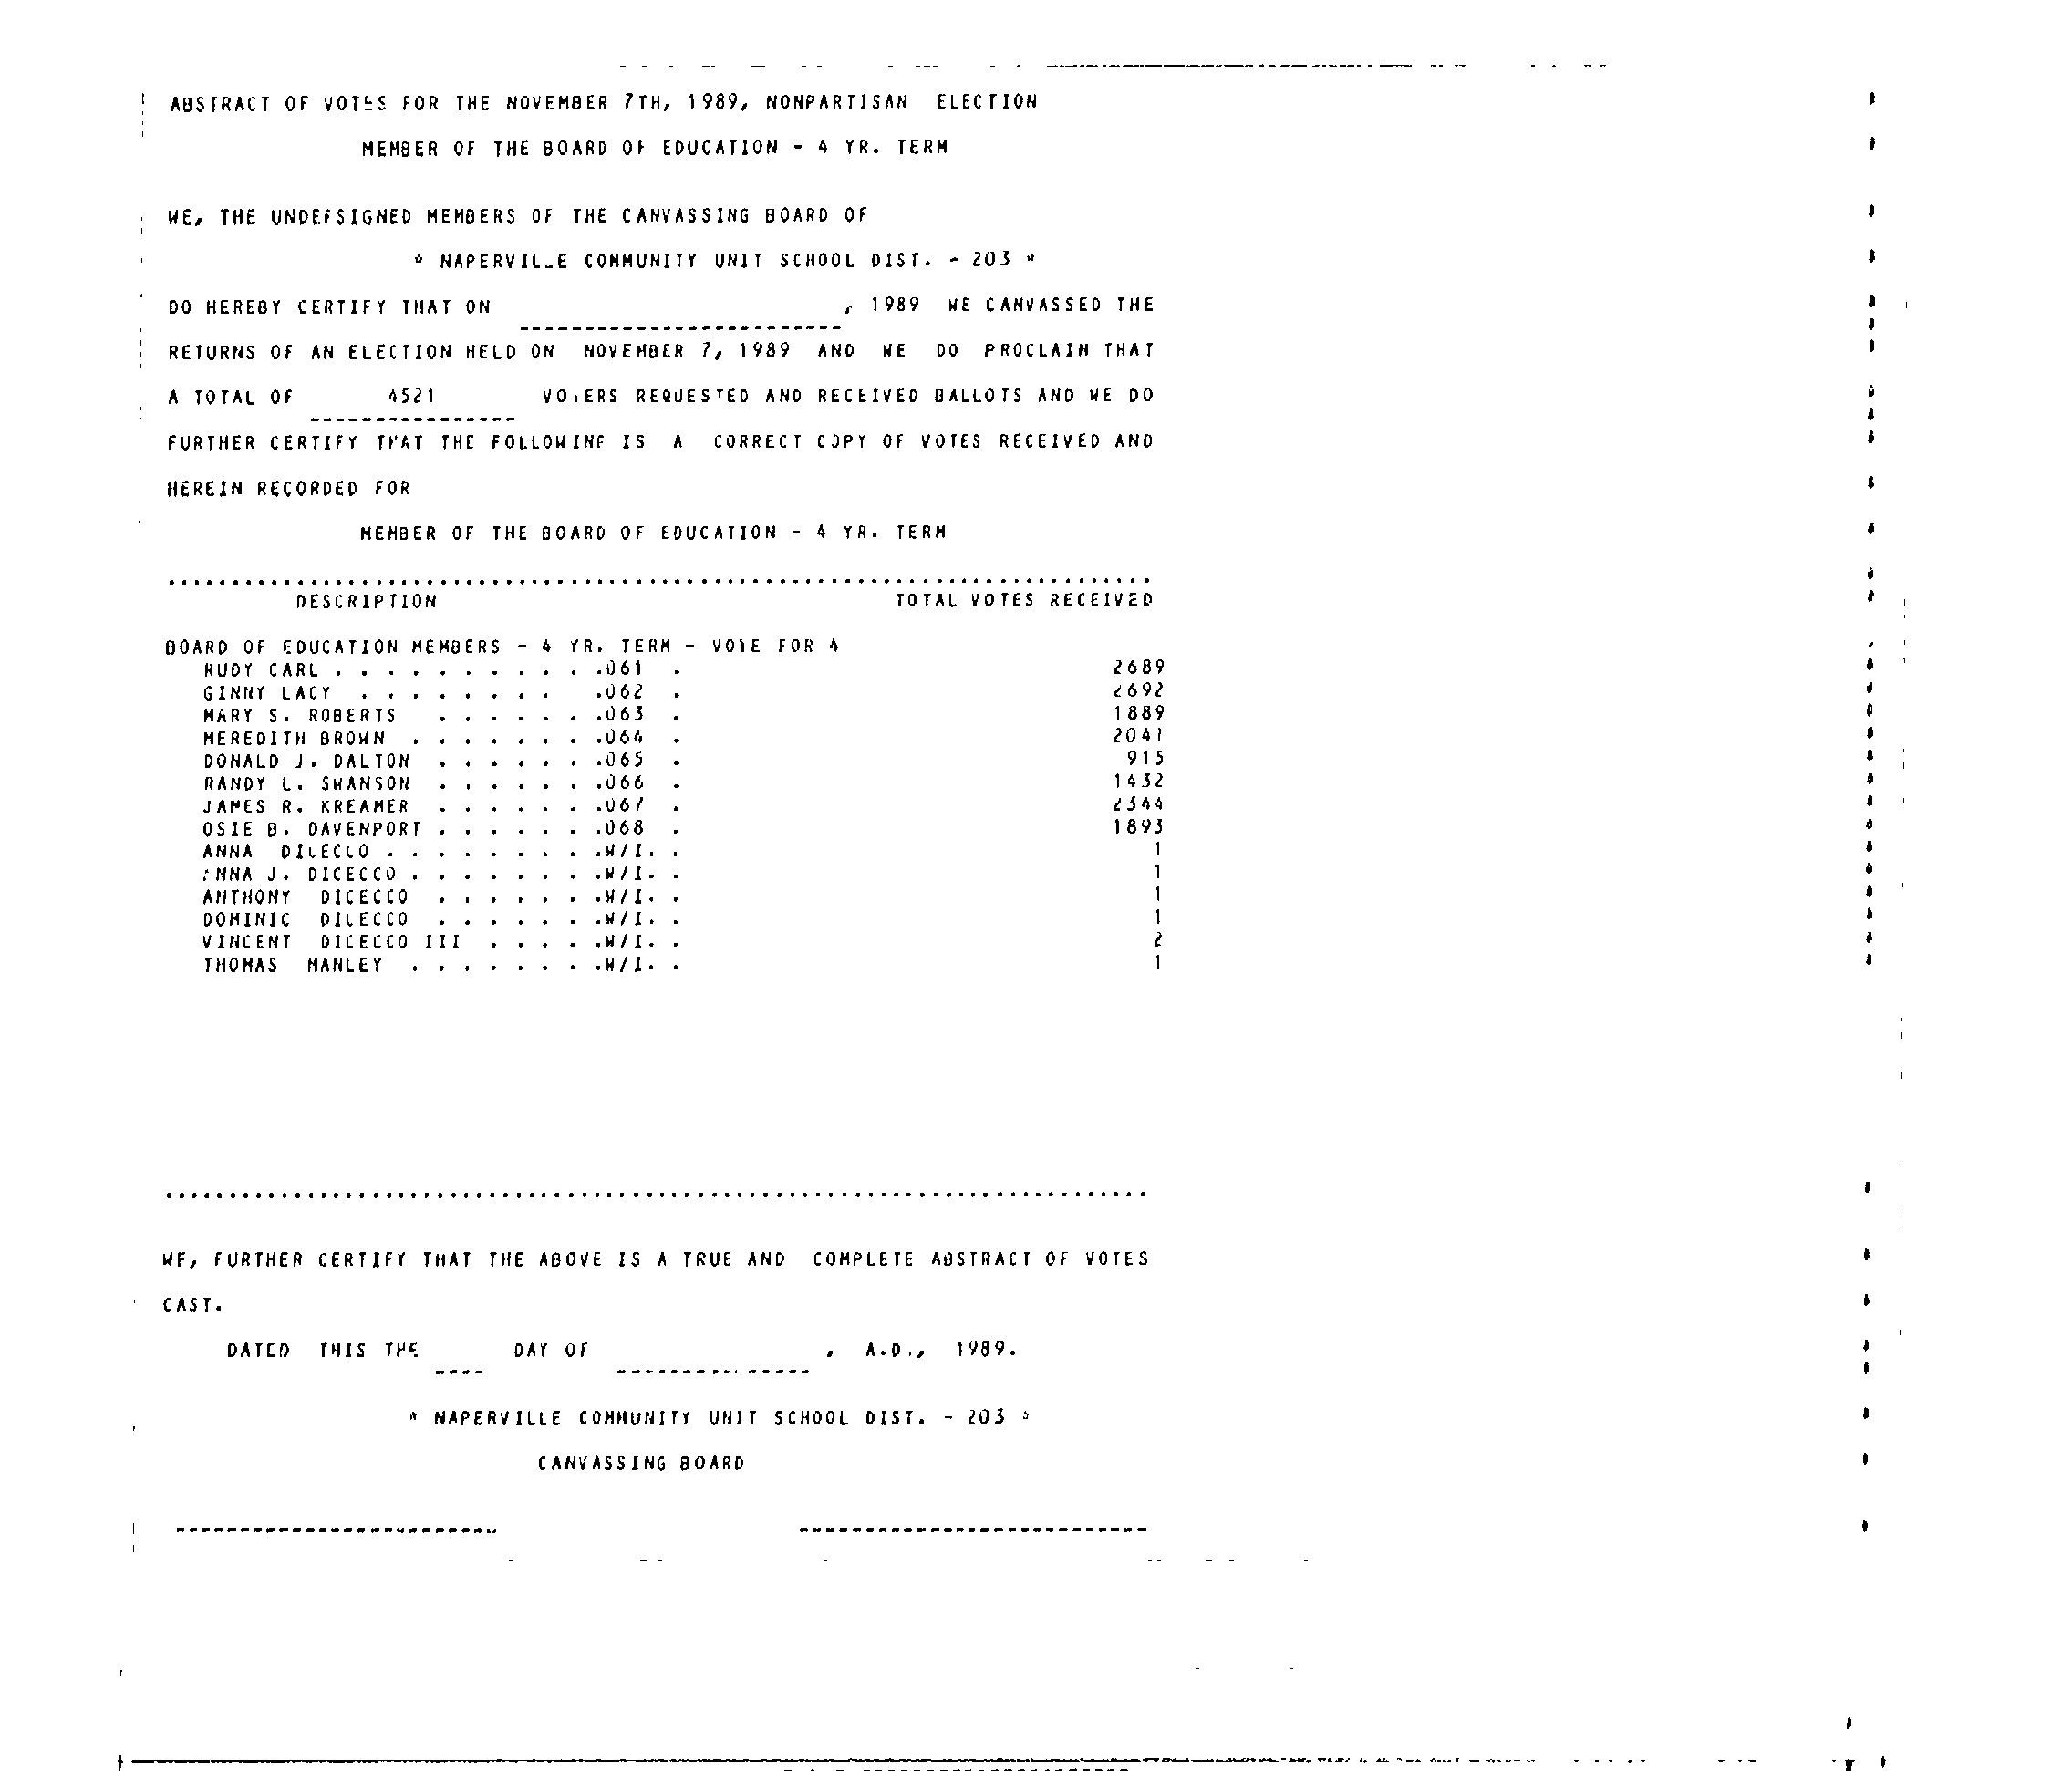 ABSTRACT OF VOTES FOR THE NOVEMBER 7TH, 1989, NONPARTISAN ELECTION
MEMBER OF THE BOARD OF EDUCATION - 4 YR. TERM
WE, THE UNDERSIGNED MEMBERS OF THE CANVASSING BOARD OF
* NAPERVILLE COMMUNITY UNIT SCHOOL DIST. - 203 *
DO HEREBY CERTIFY THAT ON , 1989 WE CANVASSED THE
RETURNS OF AN ELECTION HELD ON NOVEMBER 7, 1989 AND WE DO PROCLAIM THAT
A TOTAL OF 4521 VOTERS REQUESTED AND RECEIVED BALLOTS AND WE DO
FURTHER CERTIFY THAT THE FOLLOWING IS A CORRECT COPY OF VOTES RECEIVED AND
HEREIN RECORDED FOR
MEMBER OF THE BOARD OF EDUCATION - 4 YR. TERM
DESCRIPTION TOTAL VOTES RECEIVED
BOARD OF EDUCATION MEMBERS - 4 YR. TERM - VOTE FOR 4
RUDY CARL . . . . . . . . . . .061 . 2689
GINNY LACY . . . . . . . . .062 . 2692
MARY S. ROBERTS . . . . . . .063 . 1889
MEREDITH BROWN . . . . . . . .064 . 2041
DONALD J. DALTON . . . . . . .065 . 915
RANDY L. SWANSON . . . . . . .066 . 1432
JAMES R. KREAMER . . . . . . .067 . 2344
OSIE B. DAVENPORT . . . . . . .068 . 1893
ANNA DILECCO . . . . . . . . .W/I. . 1
ANNA J. DICECCO . . . . . . . .W/I. . 1
ANTHONY DICECCO . . . . . . .W/I. . 1
DOMINIC DILECCO . . . . . . .W/I. . 1
VINCENT DICECCO III . . . . .W/I. . 2
THOMAS MANLEY . . . . . . . .W/I. . 1
WE, FURTHER CERTIFY THAT THE ABOVE IS A TRUE AND COMPLETE ABSTRACT OF VOTES
CAST.
DATED THIS THE DAY OF , A.D., 1989.
* NAPERVILLE COMMUNITY UNIT SCHOOL DIST. - 203 *
CANVASSING BOARD